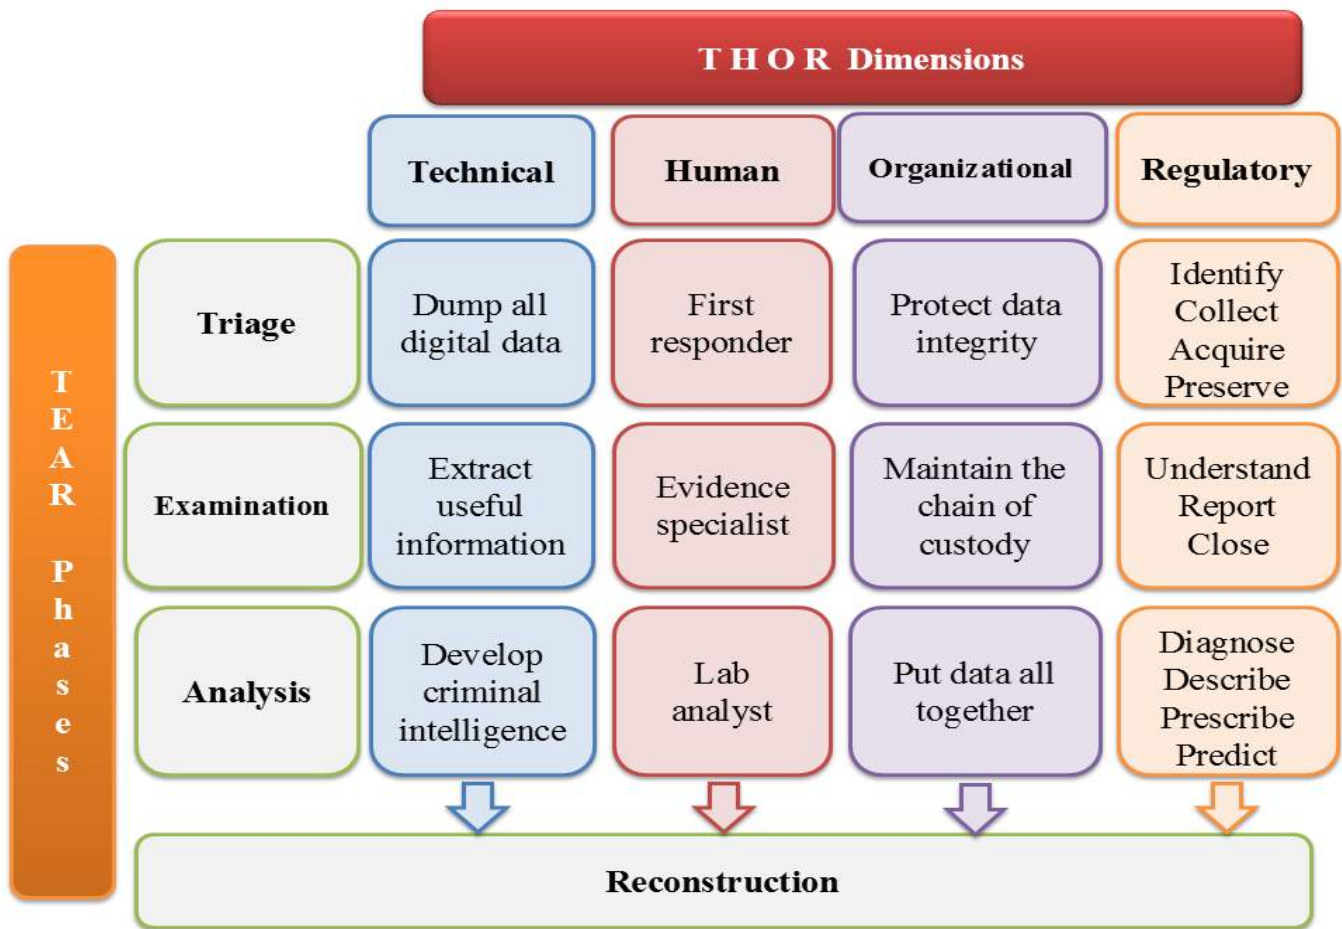 T H O R Dimensions
Technical
Human
Organizational
Regulatory
T
E
A
R
P
h
a
s
e
s
Triage
Dump all
digital data
First
responder
Protect data
integrity
Identify
Collect
Acquire
Preserve
Examination
Extract
useful
information
Evidence
specialist
Maintain the
chain of
custody
Understand
Report
Close
Analysis
Develop
criminal
intelligence
Lab
analyst
Put data all
together
Diagnose
Describe
Prescribe
Predict
Reconstruction